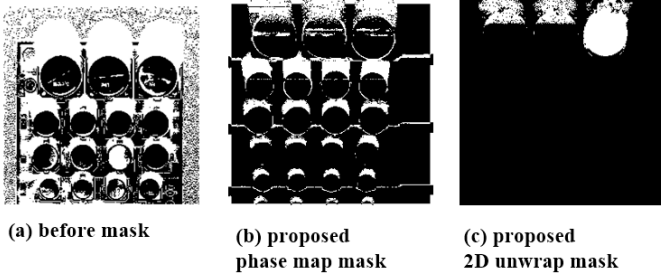 (a) before mask
(b) proposed
phase map mask
(c) proposed
2D unwrap mask